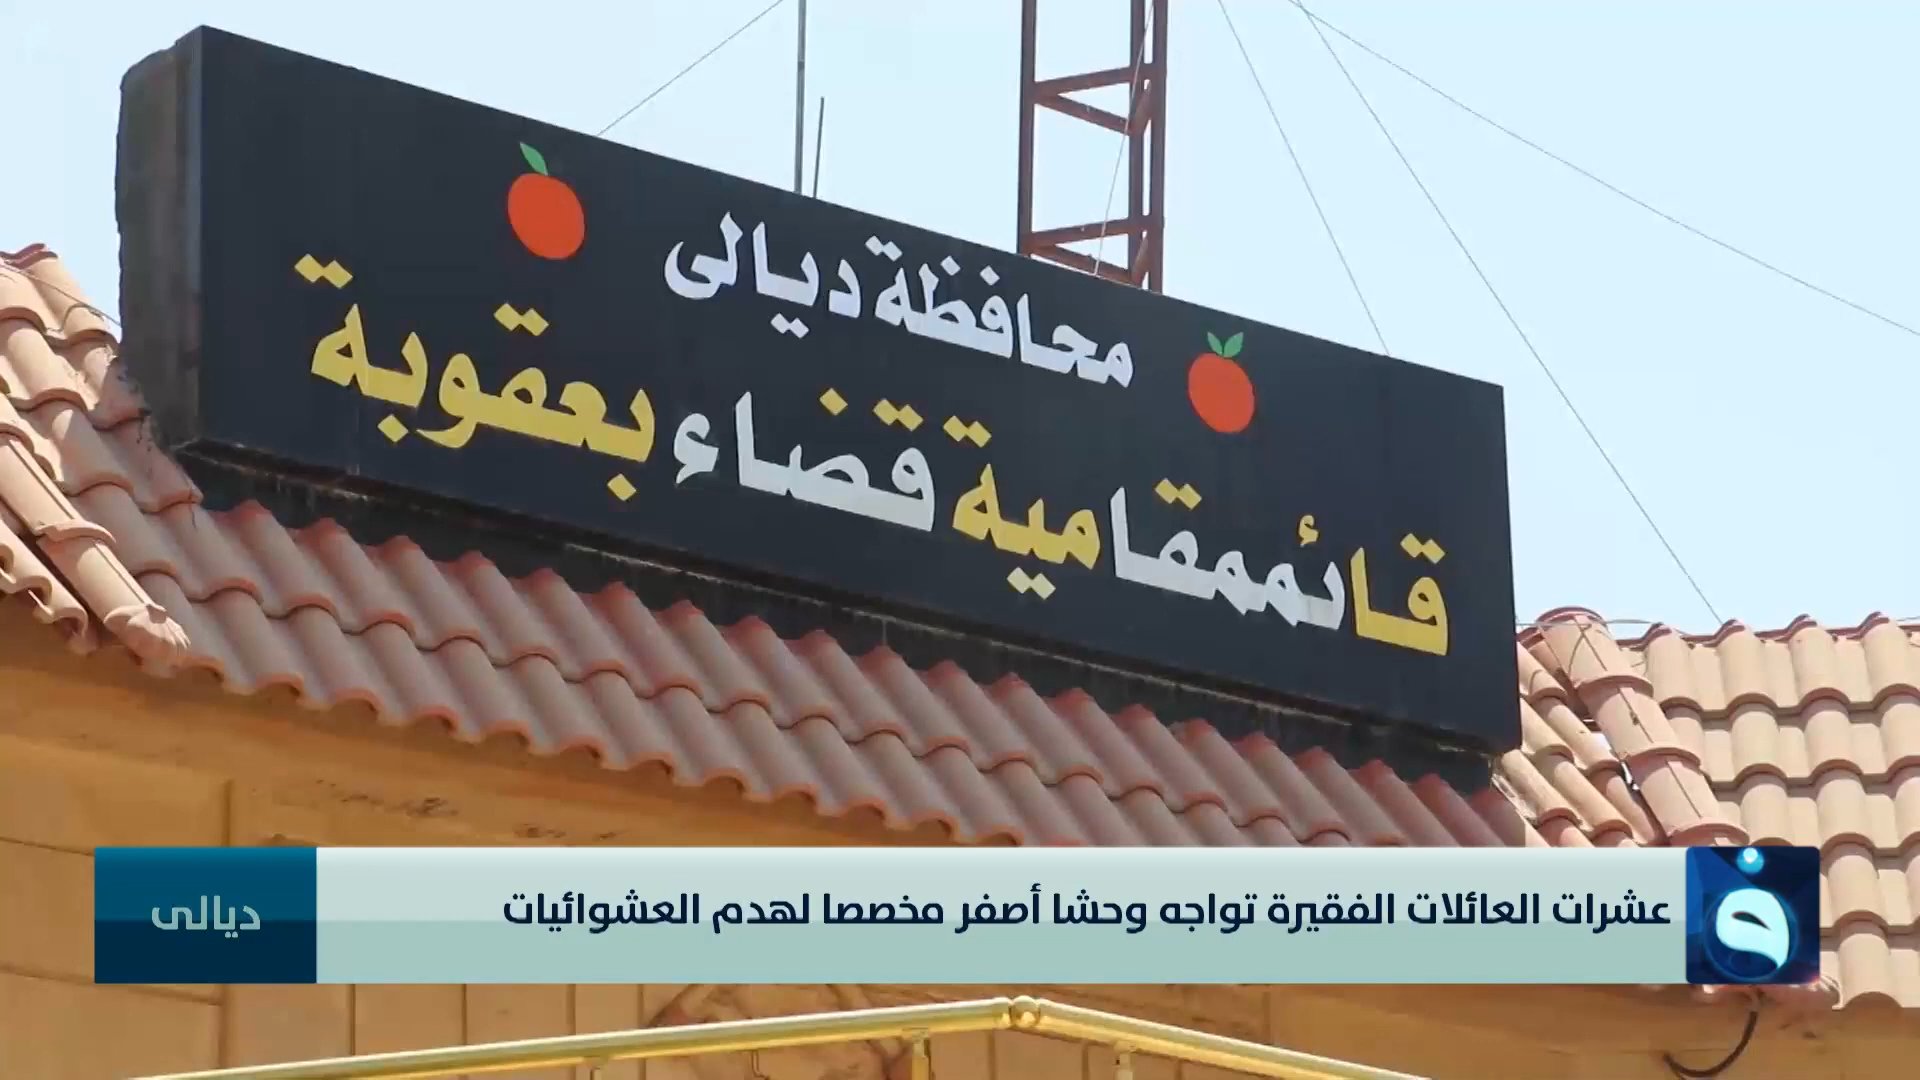 محافظة ديالى
قائممقامية قضاء بعقوبة
عشرات العائلات الفقيرة تواجه وحشا أصفر مخصصا لهدم العشوائيات
ديالى